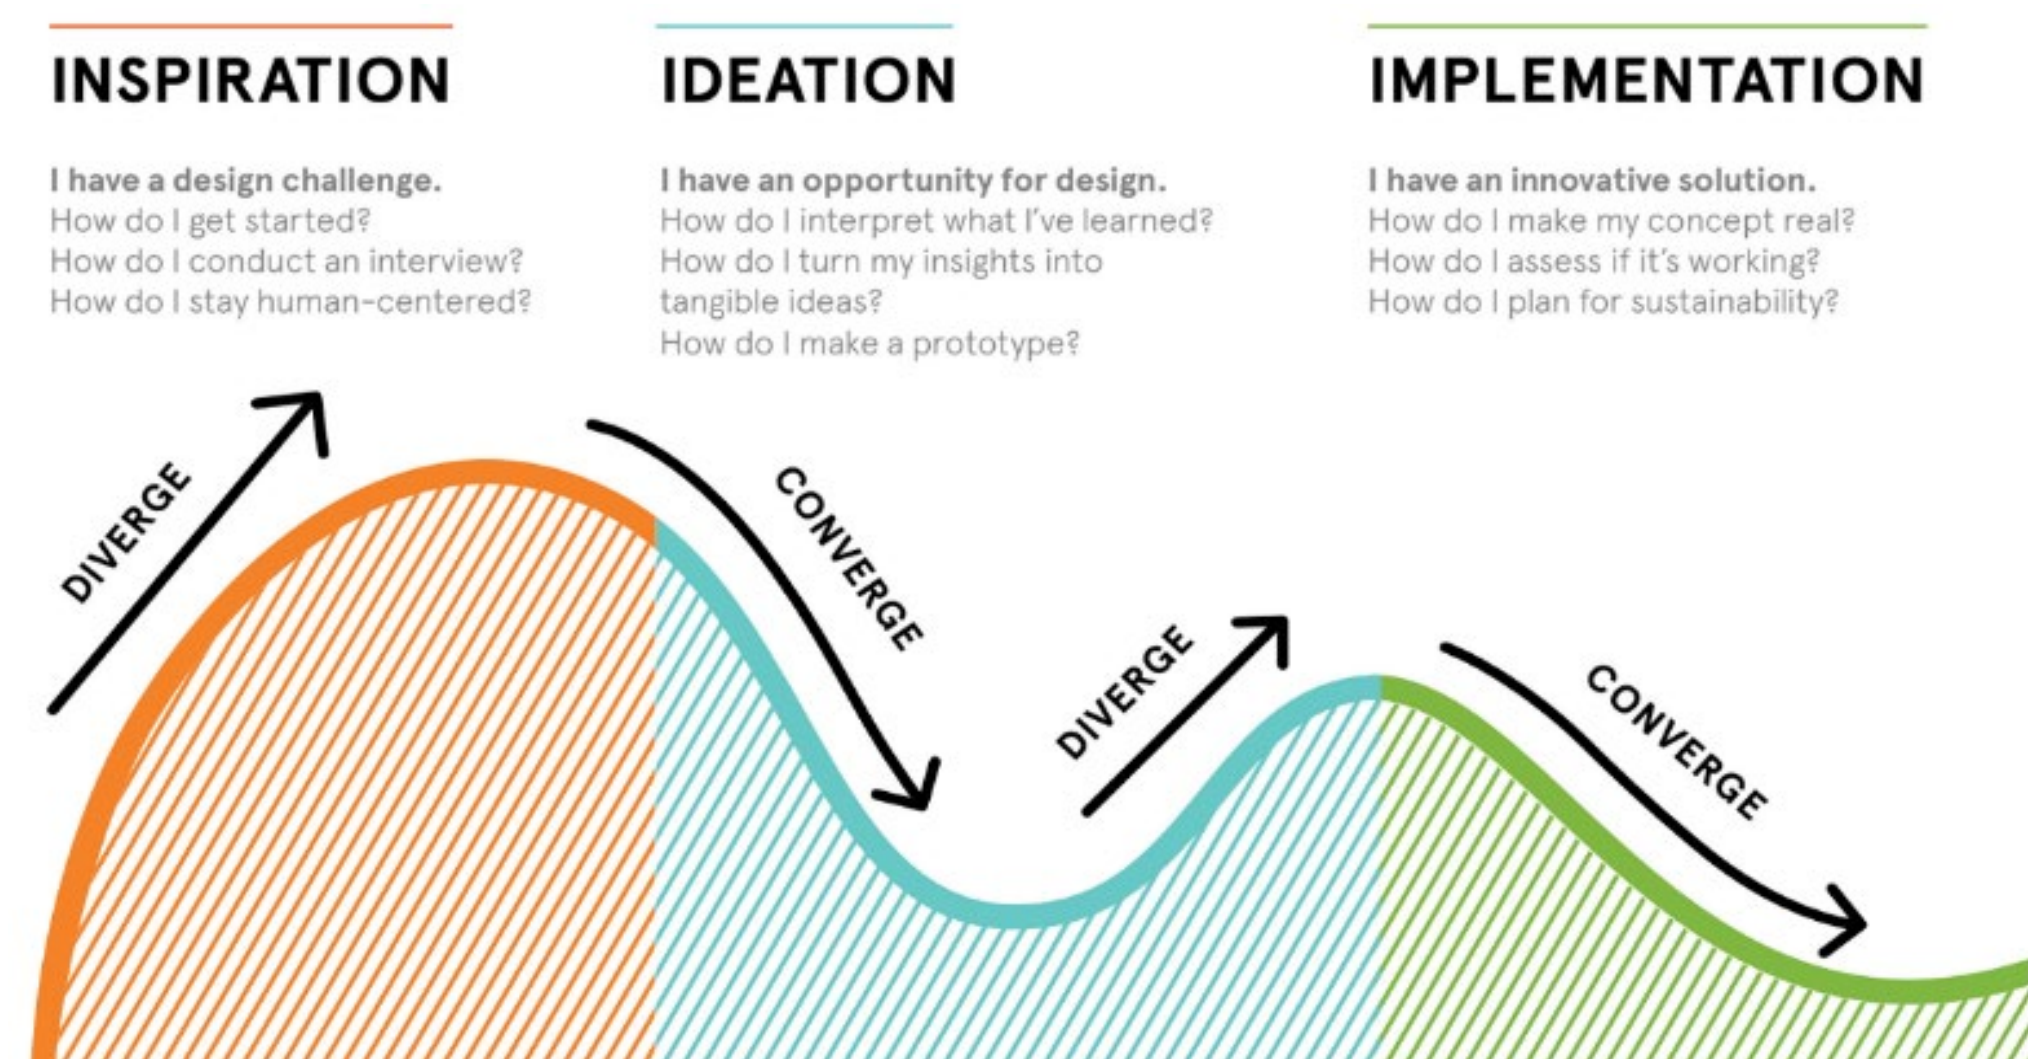 INSPIRATION
I have a design challenge.
How do I get started?
How do I conduct an interview?
How do I stay human-centered?
IDEATION
I have an opportunity for design.
How do I interpret what I've learned?
How do I turn my insights into
tangible ideas?
How do I make a prototype?
IMPLEMENTATION
I have an innovative solution.
How do I make my concept real?
How do I assess if it's working?
How do I plan for sustainability?
DIVERGE
CONVERGE
DIVERGE
CONVERGE